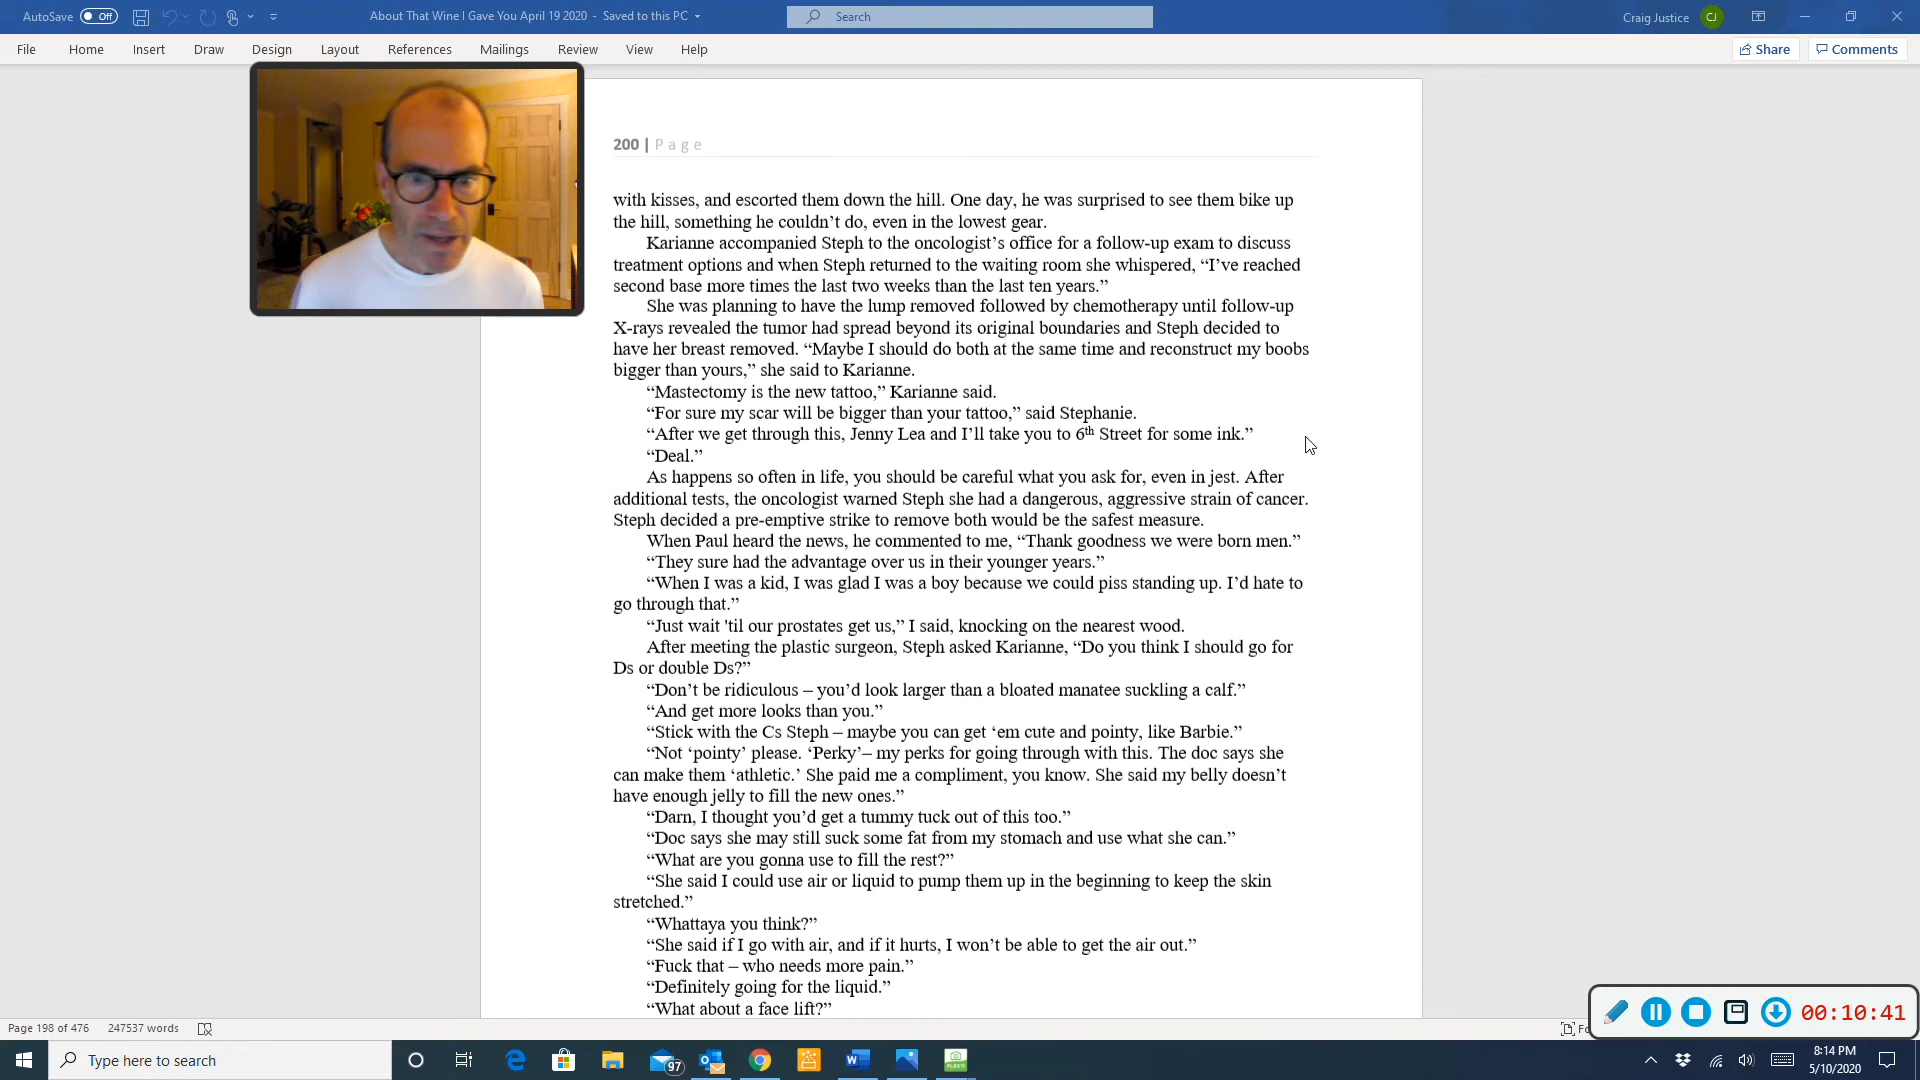 AutoSave Off
About That Wine I Gave You April 19 2020 - Saved to this PC
Search
Craig Justice CJ
File Home Insert Draw Design Layout References Mailings Review View Help
Share Comments
200 | Page
with kisses, and escorted them down the hill. One day, he was surprised to see them bike up
the hill, something he couldn’t do, even in the lowest gear.
Karianne accompanied Steph to the oncologist’s office for a follow-up exam to discuss
treatment options and when Steph returned to the waiting room she whispered, “I’ve reached
second base more times the last two weeks than the last ten years.”
She was planning to have the lump removed followed by chemotherapy until follow-up
X-rays revealed the tumor had spread beyond its original boundaries and Steph decided to
have her breast removed. “Maybe I should do both at the same time and reconstruct my boobs
bigger than yours,” she said to Karianne.
“Mastectomy is the new tattoo,” Karianne said.
“For sure my scar will be bigger than your tattoo,” said Stephanie.
“After we get through this, Jenny Lea and I’ll take you to 6th Street for some ink.”
“Deal.”
As happens so often in life, you should be careful what you ask for, even in jest. After
additional tests, the oncologist warned Steph she had a dangerous, aggressive strain of cancer.
Steph decided a pre-emptive strike to remove both would be the safest measure.
When Paul heard the news, he commented to me, “Thank goodness we were born men.”
“They sure had the advantage over us in their younger years.”
“When I was a kid, I was glad I was a boy because we could piss standing up. I’d hate to
go through that.”
“Just wait 'til our prostates get us,” I said, knocking on the nearest wood.
After meeting the plastic surgeon, Steph asked Karianne, “Do you think I should go for
Ds or double Ds?”
“Don’t be ridiculous – you’d look larger than a bloated manatee suckling a calf.”
“And get more looks than you.”
“Stick with the Cs Steph – maybe you can get ‘em cute and pointy, like Barbie.”
“Not ‘pointy’ please. ‘Perky’– my perks for going through with this. The doc says she
can make them ‘athletic.’ She paid me a compliment, you know. She said my belly doesn’t
have enough jelly to fill the new ones.”
“Darn, I thought you’d get a tummy tuck out of this too.”
“Doc says she may still suck some fat from my stomach and use what she can.”
“What are you gonna use to fill the rest?”
“She said I could use air or liquid to pump them up in the beginning to keep the skin
stretched.”
“Whattaya you think?”
“She said if I go with air, and if it hurts, I won’t be able to get the air out.”
“Fuck that – who needs more pain.”
“Definitely going for the liquid.”
“What about a face lift?”
00:10:41
Page 198 of 476 247537 words
Type here to search
97
8:14 PM
5/10/2020